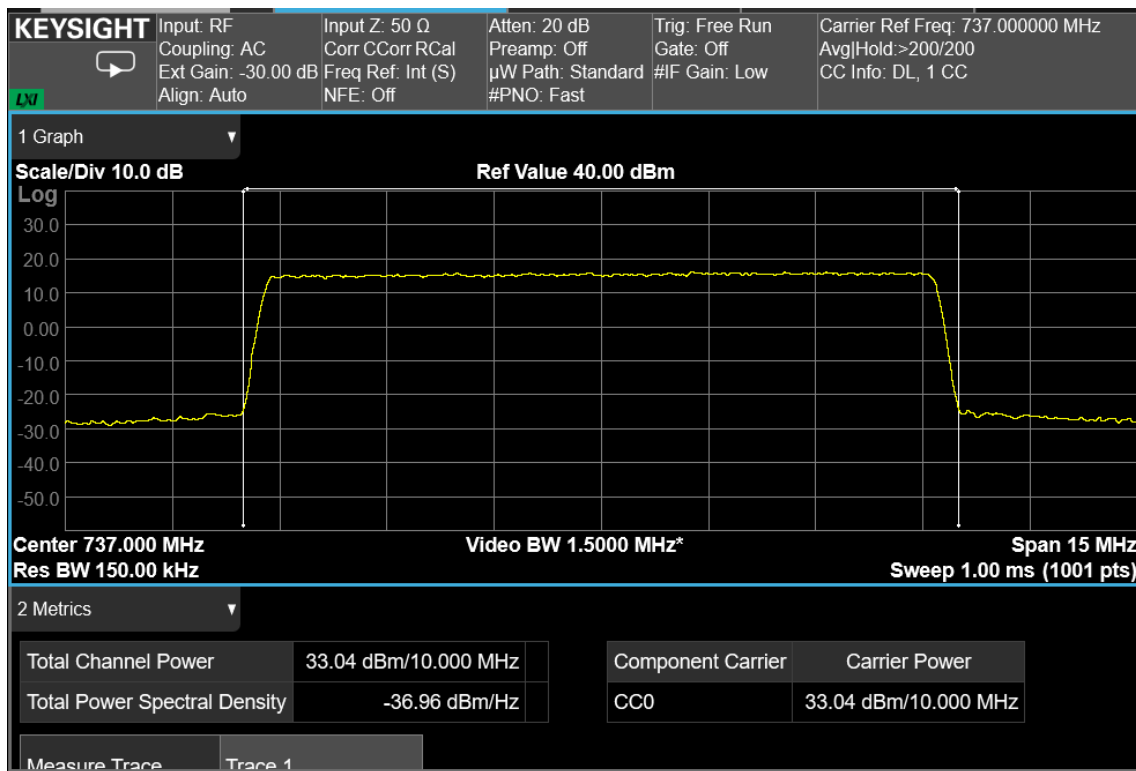 KEYSIGHT
LXI
Input: RF
Coupling: AC
Ext Gain: -30.00 dB
Align: Auto
Input Z: 50 Ω
Corr CCorr RCal
Freq Ref: Int (S)
NFE: Off
Atten: 20 dB
Preamp: Off
µW Path: Standard
#PNO: Fast
Trig: Free Run
Gate: Off
#IF Gain: Low
Carrier Ref Freq: 737.000000 MHz
Avg|Hold:>200/200
CC Info: DL, 1 CC
1 Graph
Scale/Div 10.0 dB
Ref Value 40.00 dBm
Log
30.0
20.0
10.0
0.00
-10.0
-20.0
-30.0
-40.0
-50.0
Center 737.000 MHz
Video BW 1.5000 MHz*
Span 15 MHz
Res BW 150.00 kHz
Sweep 1.00 ms (1001 pts)
2 Metrics
Total Channel Power 33.04 dBm/10.000 MHz
Total Power Spectral Density -36.96 dBm/Hz
Component Carrier Carrier Power
CC0 33.04 dBm/10.000 MHz
Measure Trace Trace 1